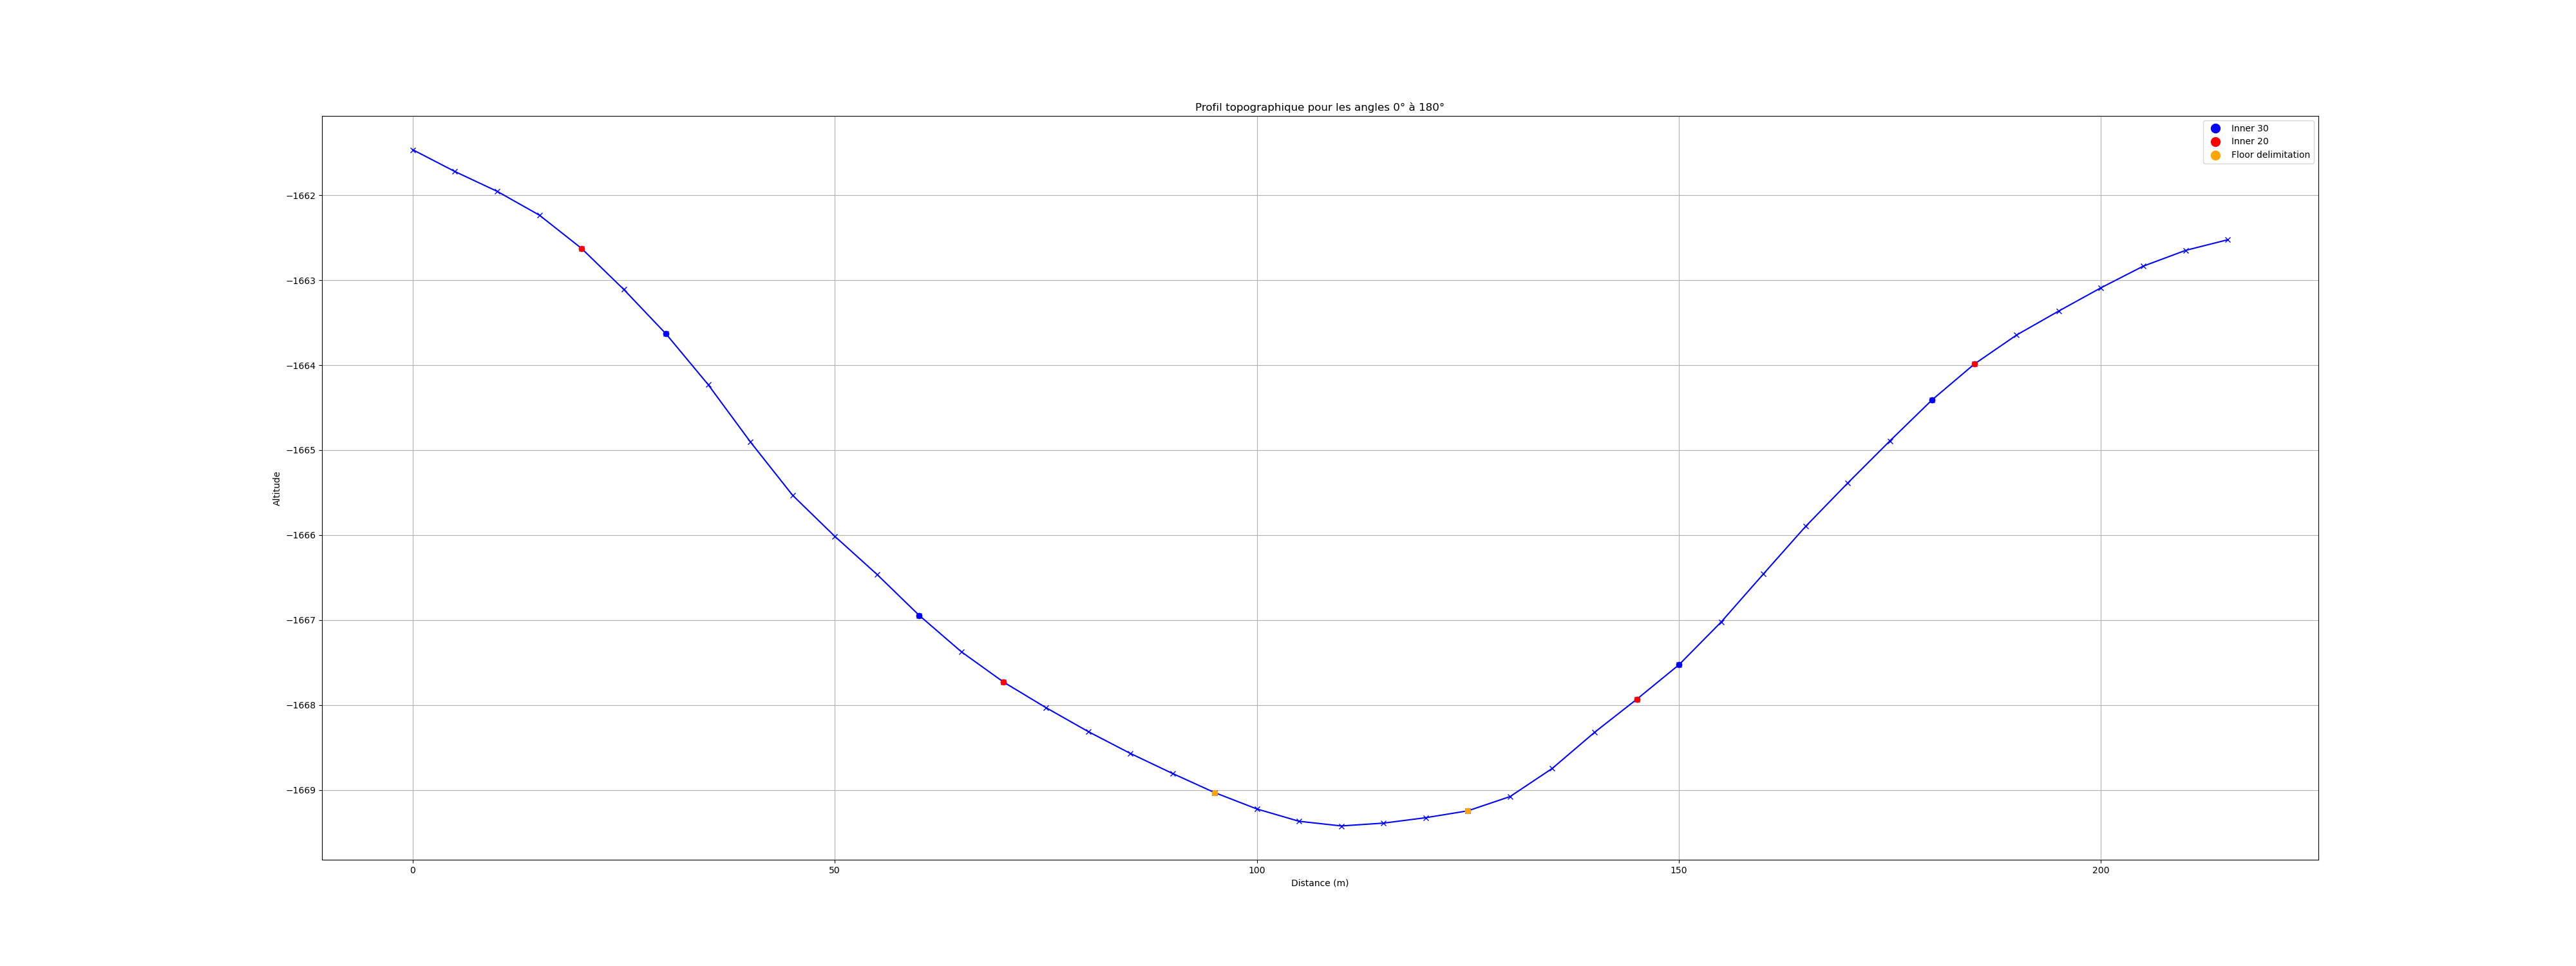 Profil topographique pour les angles 0° à 180°
Inner 30
Inner 20
Floor delimitation
−1662
−1663
−1664
−1665
−1666
−1667
−1668
−1669
Altitude
0 50 100 150 200
Distance (m)